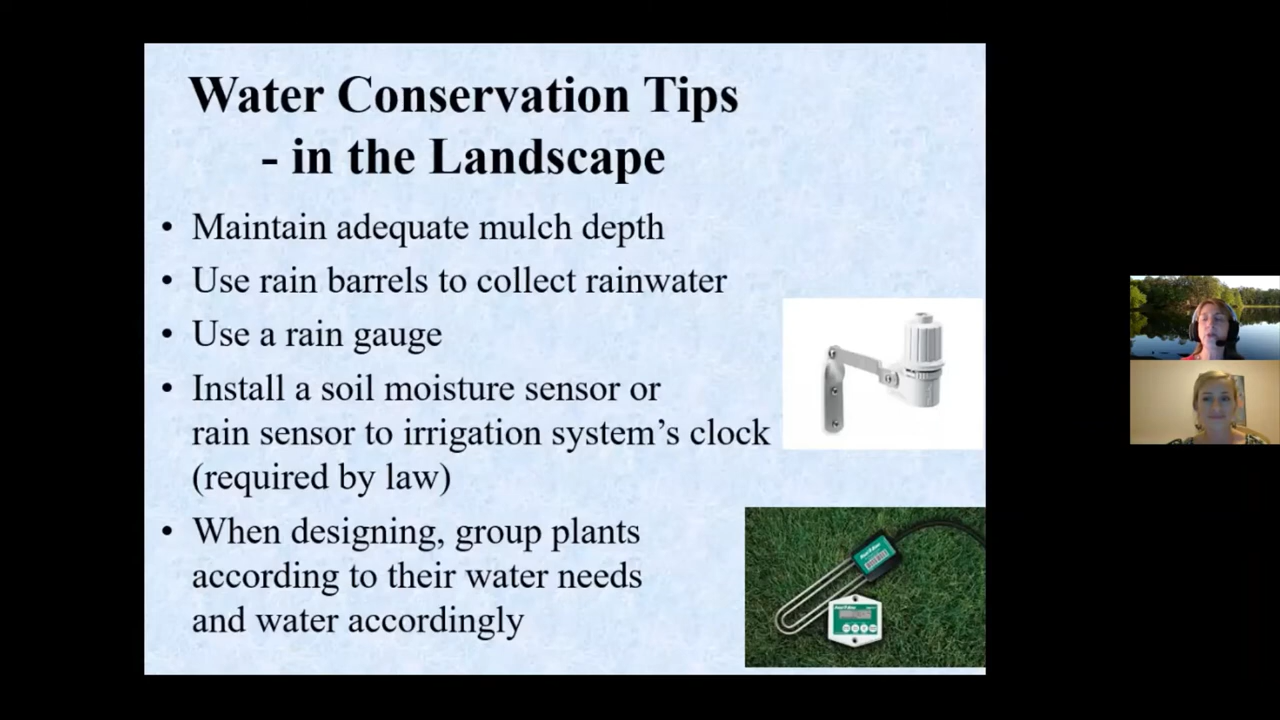 Water Conservation Tips
- in the Landscape
• Maintain adequate mulch depth
• Use rain barrels to collect rainwater
• Use a rain gauge
• Install a soil moisture sensor or
rain sensor to irrigation system’s clock
(required by law)
• When designing, group plants
according to their water needs
and water accordingly